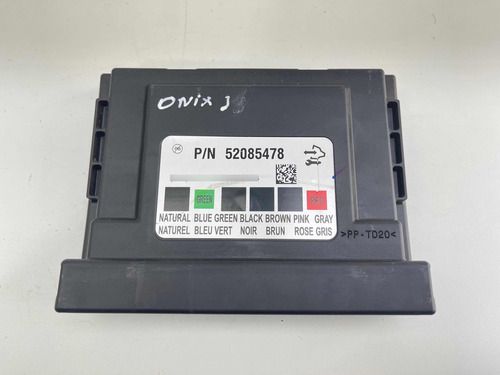 ONIX J
06 P/N 52085478
GREEN
NATURAL BLUE GREEN BLACK BROWN PINK GRAY
NATUREL BLEU VERT NOIR BRUN ROSE GRIS
>PP-TD20<